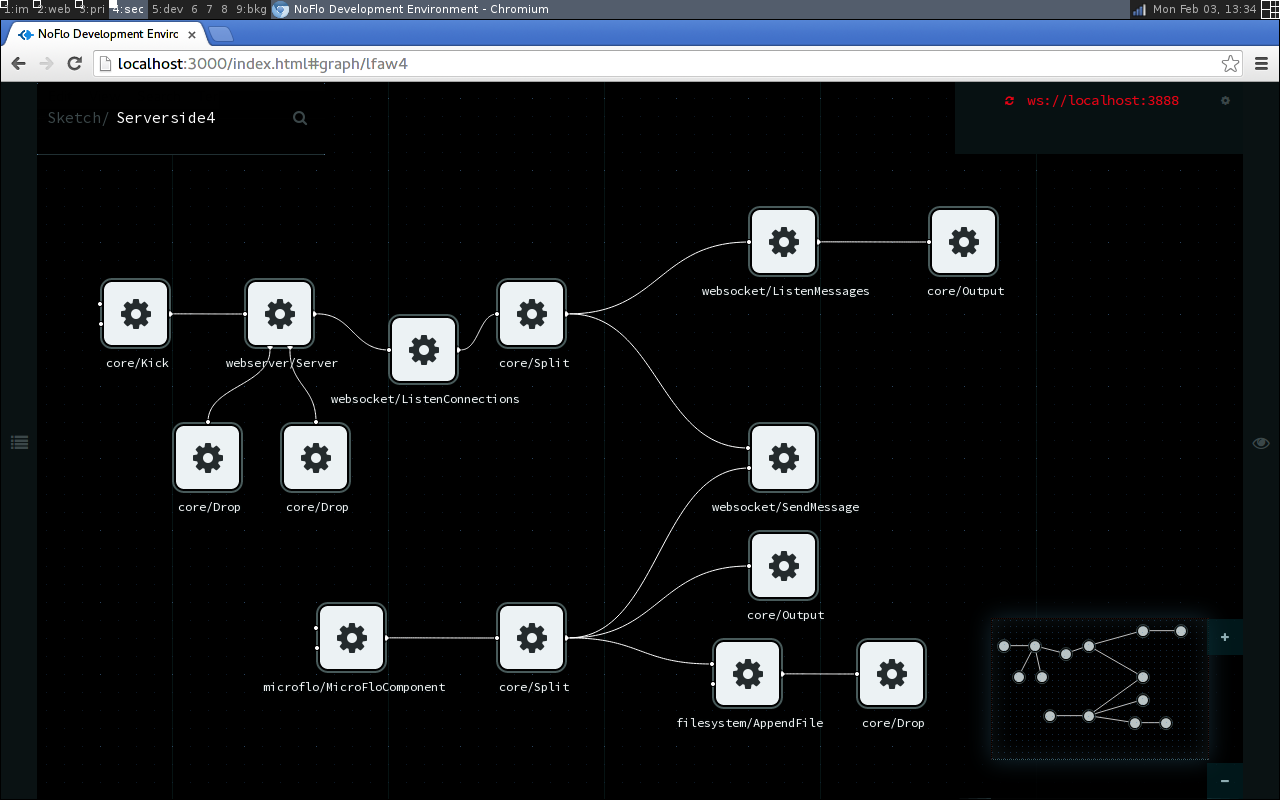 1:im 2:web 3:pri 4:sec 5:dev 6 7 8 9:bkg NoFlo Development Environment - Chromium Mon Feb 03, 13:34
NoFlo Development Envirc
localhost:3000/index.html#graph/lfaw4
Sketch/ Serverside4
ws://localhost:3888
websocket/ListenMessages core/Output
core/Kick webserver/Server core/Split
websocket/ListenConnections
core/Drop core/Drop websocket/SendMessage
core/Output
microflo/MicroFloComponent core/Split
filesystem/AppendFile core/Drop